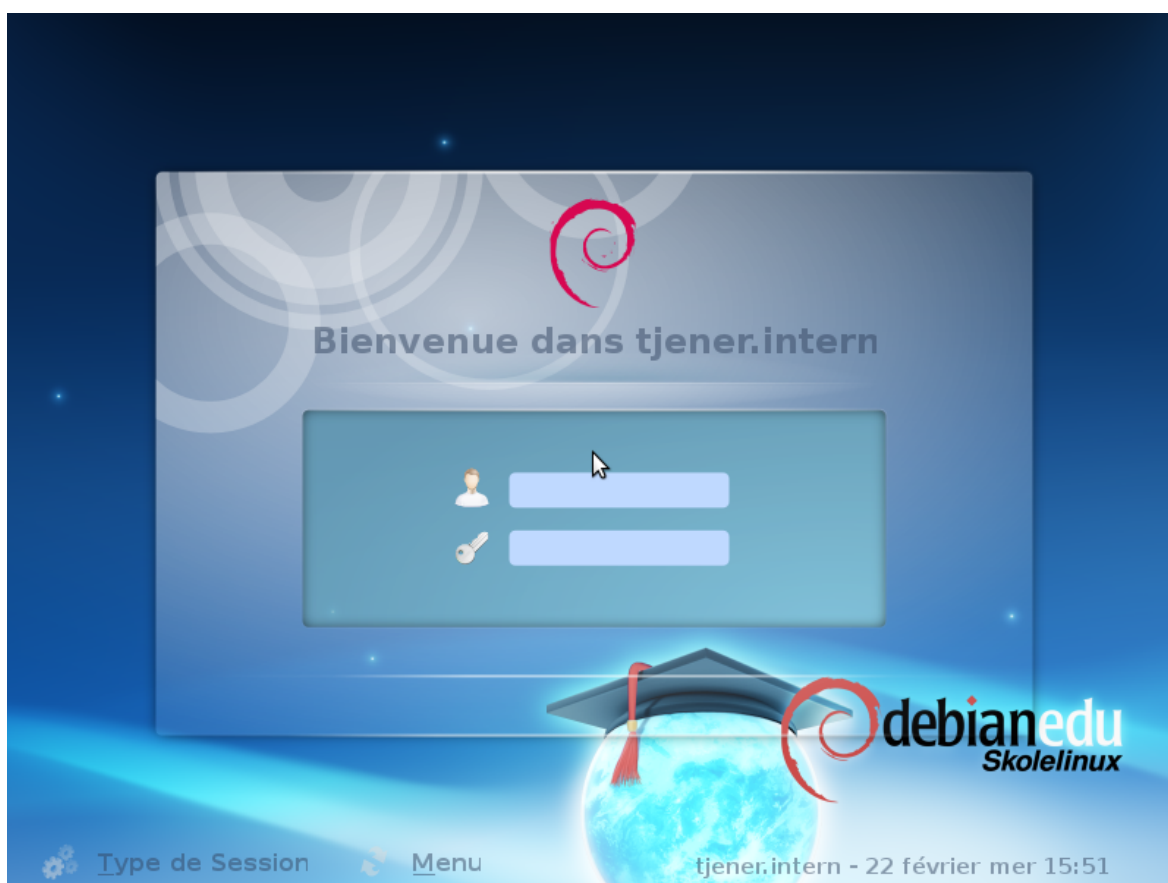 Bienvenue dans tjener.intern
debianedu
Skolelinux
Type de Session
Menu
tjener.intern - 22 février mer 15:51